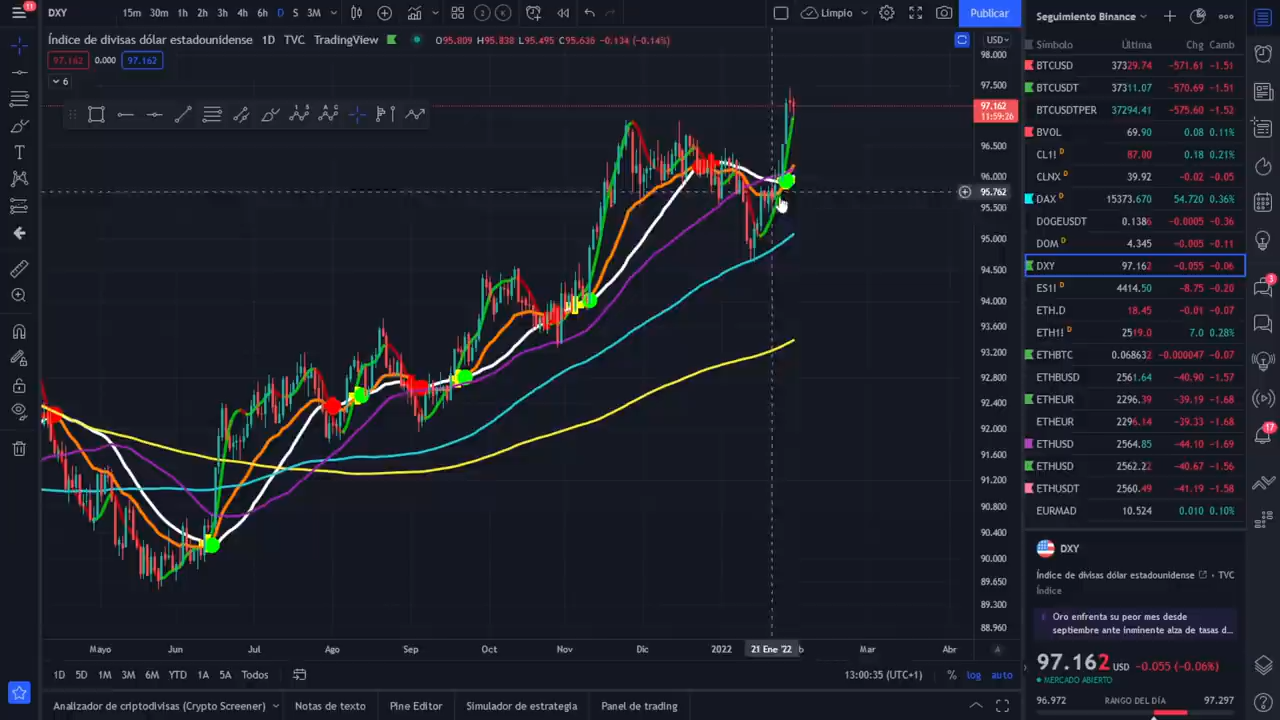 11
DXY
15m 30m 1h 2h 3h 4h 6h D S 3M
2
K
Limpio
Publicar
Índice de divisas dólar estadounidense 1D TVC TradingView O95.809 H95.838 L95.495 C95.636 -0.134 (-0.14%)
USD
97.162 0.000 97.162
6
1 S
A C
98.000
97.500
97.162
11:59:26
96.500
96.000
95.762
95.500
95.000
94.500
94.000
93.600
93.200
92.800
92.400
92.000
91.600
91.200
90.800
90.400
90.000
89.650
89.300
88.960
Mayo Jun Jul Ago Sep Oct Nov Dic 2022 21 Ene '22 b Mar Abr A
1D 5D 1M 3M 6M YTD 1A 5A Todos
13:00:35 (UTC+1) % log auto
Analizador de criptodivisas (Crypto Screener) Notas de texto Pine Editor Simulador de estrategia Panel de trading
Seguimiento Binance
Símbolo Última Chg Camb
BTCUSD 37329.74 -571.61 -1.51
BTCUSDT 37311.07 -570.69 -1.51
BTCUSDTPER 37294.41 -575.60 -1.52
BVOL 69.90 0.08 0.11%
CL1! D 87.00 0.18 0.21%
CLNX D 39.92 -0.02 -0.05
DAX D 15373.670 54.720 0.36%
DOGEUSDT 0.1386 -0.0005 -0.36
DOM D 4.345 -0.005 -0.11
DXY 97.162 -0.055 -0.06
ES1! D 4414.50 -8.75 -0.20
ETH.D 18.45 -0.01 -0.07
ETH1! D 2519.0 7.0 0.28%
ETHBTC 0.068632 -0.000047 -0.07
ETHBUSD 2561.64 -40.90 -1.57
ETHEUR 2296.39 -39.19 -1.68
ETHEUR 2296.14 -39.33 -1.68
ETHUSD 2564.85 -44.10 -1.69
ETHUSD 2562.22 -40.67 -1.56
ETHUSDT 2560.49 -41.19 -1.58
EURMAD 10.524 0.010 0.10%
DXY
Índice de divisas dólar estadounidense • TVC
Índice
Oro enfrenta su peor mes desde
septiembre ante inminente alza de tasas d...
97.162 USD -0.055 (-0.06%)
MERCADO ABIERTO
96.972 RANGO DEL DÍA 97.297
3
17